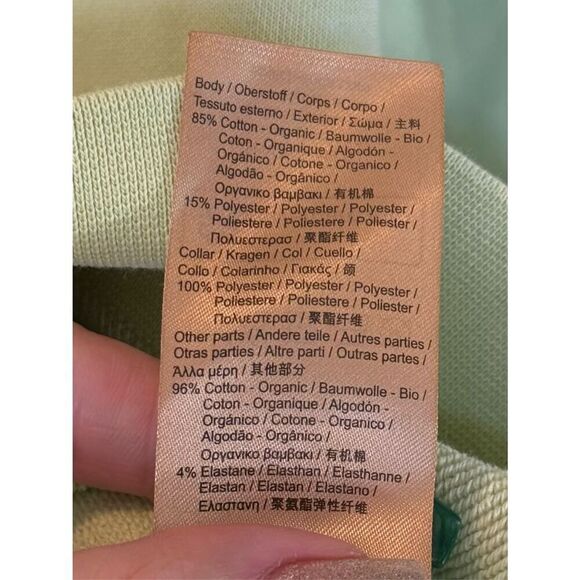 Body / Oberstoff / Corps / Corpo /
Tessuto esterno / Exterior / Σώμα / 主料
85% Cotton - Organic / Baumwolle - Bio /
Coton - Organique / Algodón -
Orgánico / Cotone - Organico /
Algodão - Orgânico /
Οργανικο βαμβακι / 有机棉
15% Polyester / Polyester / Polyester /
Poliestere / Poliestere / Poliester /
Πολυεστερασ / 聚酯纤维
Collar / Kragen / Col / Cuello /
Collo / Colarinho / Γιακάς / 颌
100% Polyester / Polyester / Polyester /
Poliestere / Poliestere / Poliester /
Πολυεστερασ / 聚酯纤维
Other parts / Andere teile / Autres parties /
Otras parties / Altre parti / Outras partes /
Άλλα μέρη / 其他部分
96% Cotton - Organic / Baumwolle - Bio /
Coton - Organique / Algodón -
Orgánico / Cotone - Organico /
Algodão - Orgânico /
Οργανικο βαμβακι / 有机棉
4% Elastane / Elasthan / Elasthanne /
Elastan / Elastan / Elastano /
Ελαστανη / 聚氨酯弹性纤维